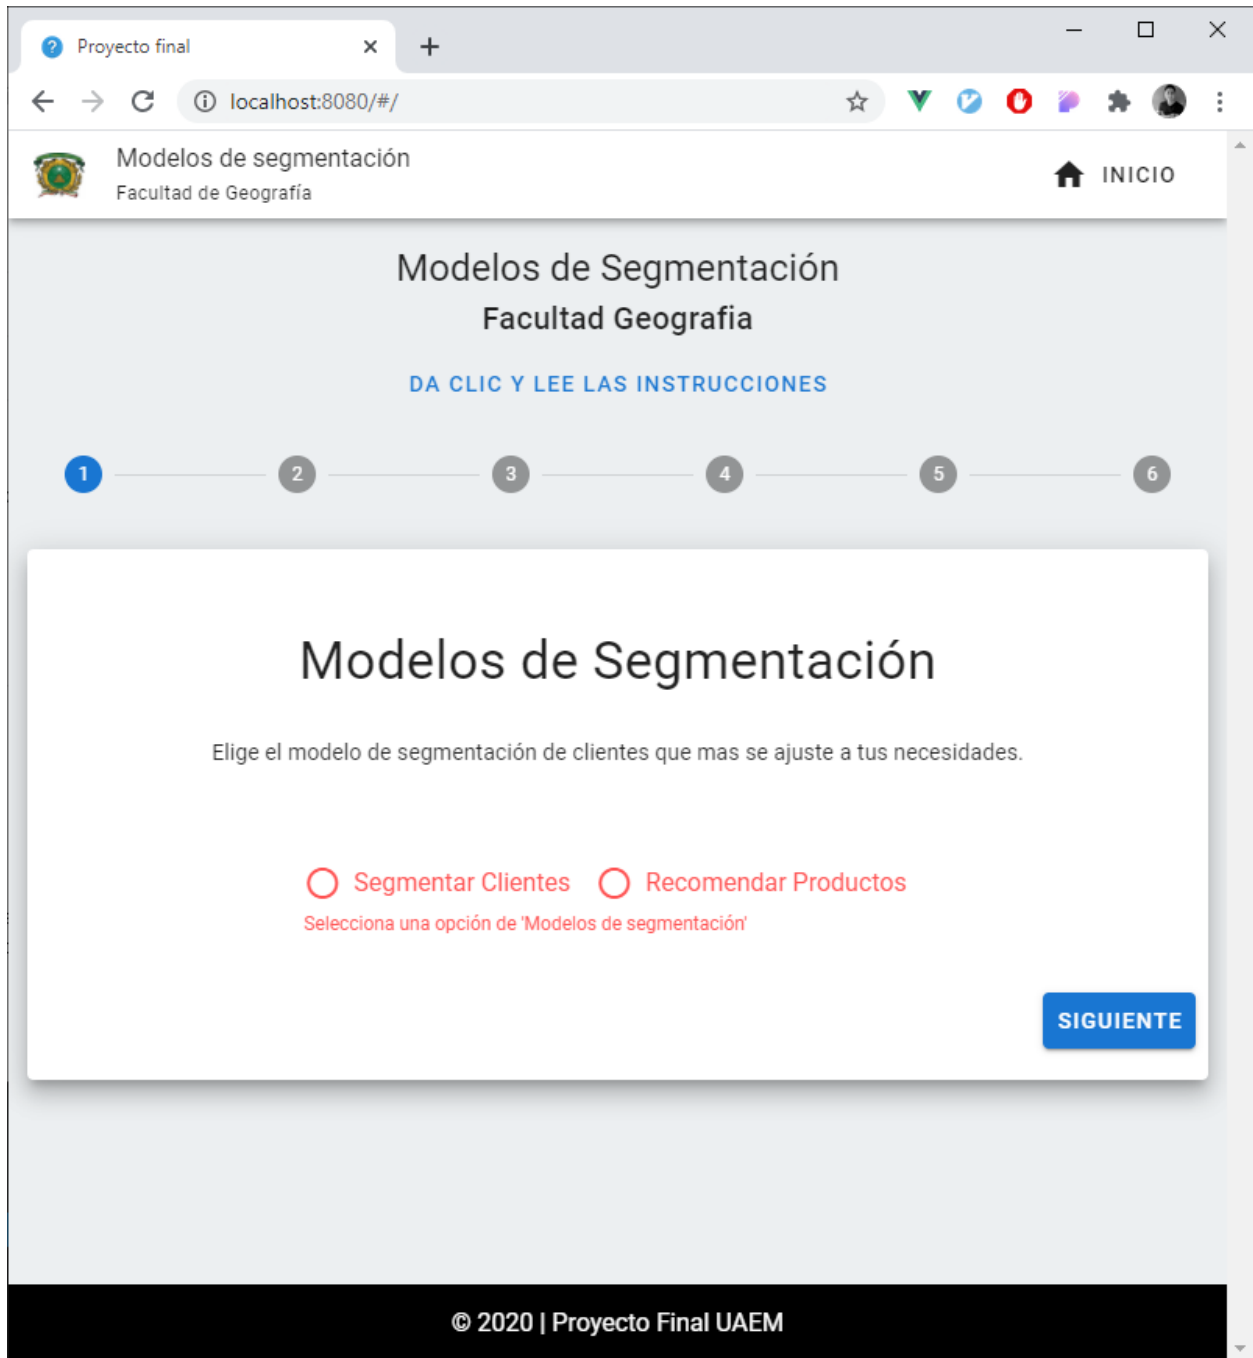 Proyecto final
localhost:8080/#/
Modelos de segmentación
Facultad de Geografía
INICIO
Modelos de Segmentación
Facultad Geografia
DA CLIC Y LEE LAS INSTRUCCIONES
1 2 3 4 5 6
Modelos de Segmentación
Elige el modelo de segmentación de clientes que mas se ajuste a tus necesidades.
Segmentar Clientes Recomendar Productos
Selecciona una opción de 'Modelos de segmentación'
SIGUIENTE
© 2020 | Proyecto Final UAEM